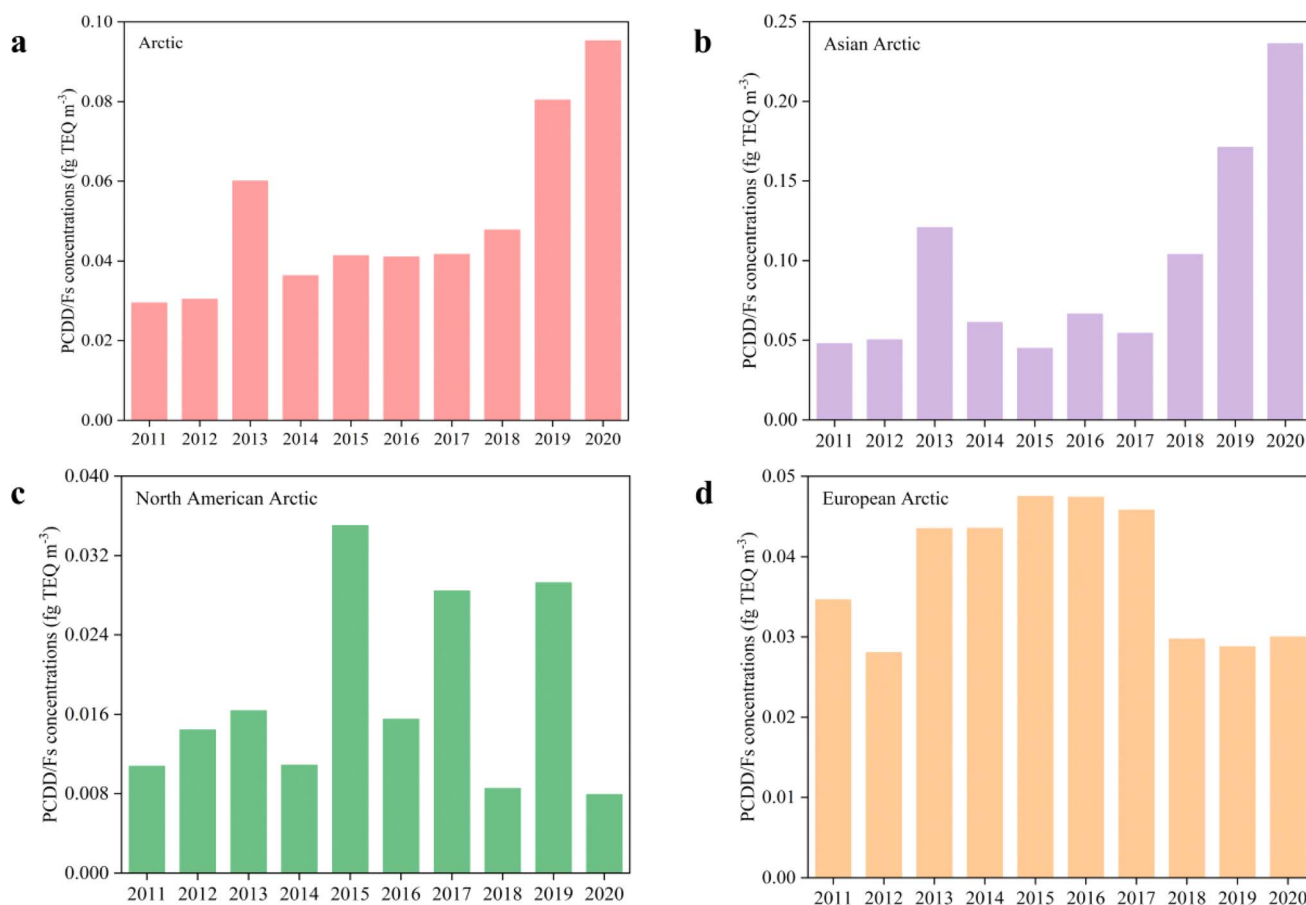 a
Arctic
PCDD/Fs concentrations (fg TEQ m⁻³)
0.10
0.08
0.06
0.04
0.02
0.00
2011 2012 2013 2014 2015 2016 2017 2018 2019 2020
b
Asian Arctic
PCDD/Fs concentrations (fg TEQ m⁻³)
0.25
0.20
0.15
0.10
0.05
0.00
2011 2012 2013 2014 2015 2016 2017 2018 2019 2020
c
North American Arctic
PCDD/Fs concentrations (fg TEQ m⁻³)
0.040
0.032
0.024
0.016
0.008
0.000
2011 2012 2013 2014 2015 2016 2017 2018 2019 2020
d
European Arctic
PCDD/Fs concentrations (fg TEQ m⁻³)
0.05
0.04
0.03
0.02
0.01
0.00
2011 2012 2013 2014 2015 2016 2017 2018 2019 2020